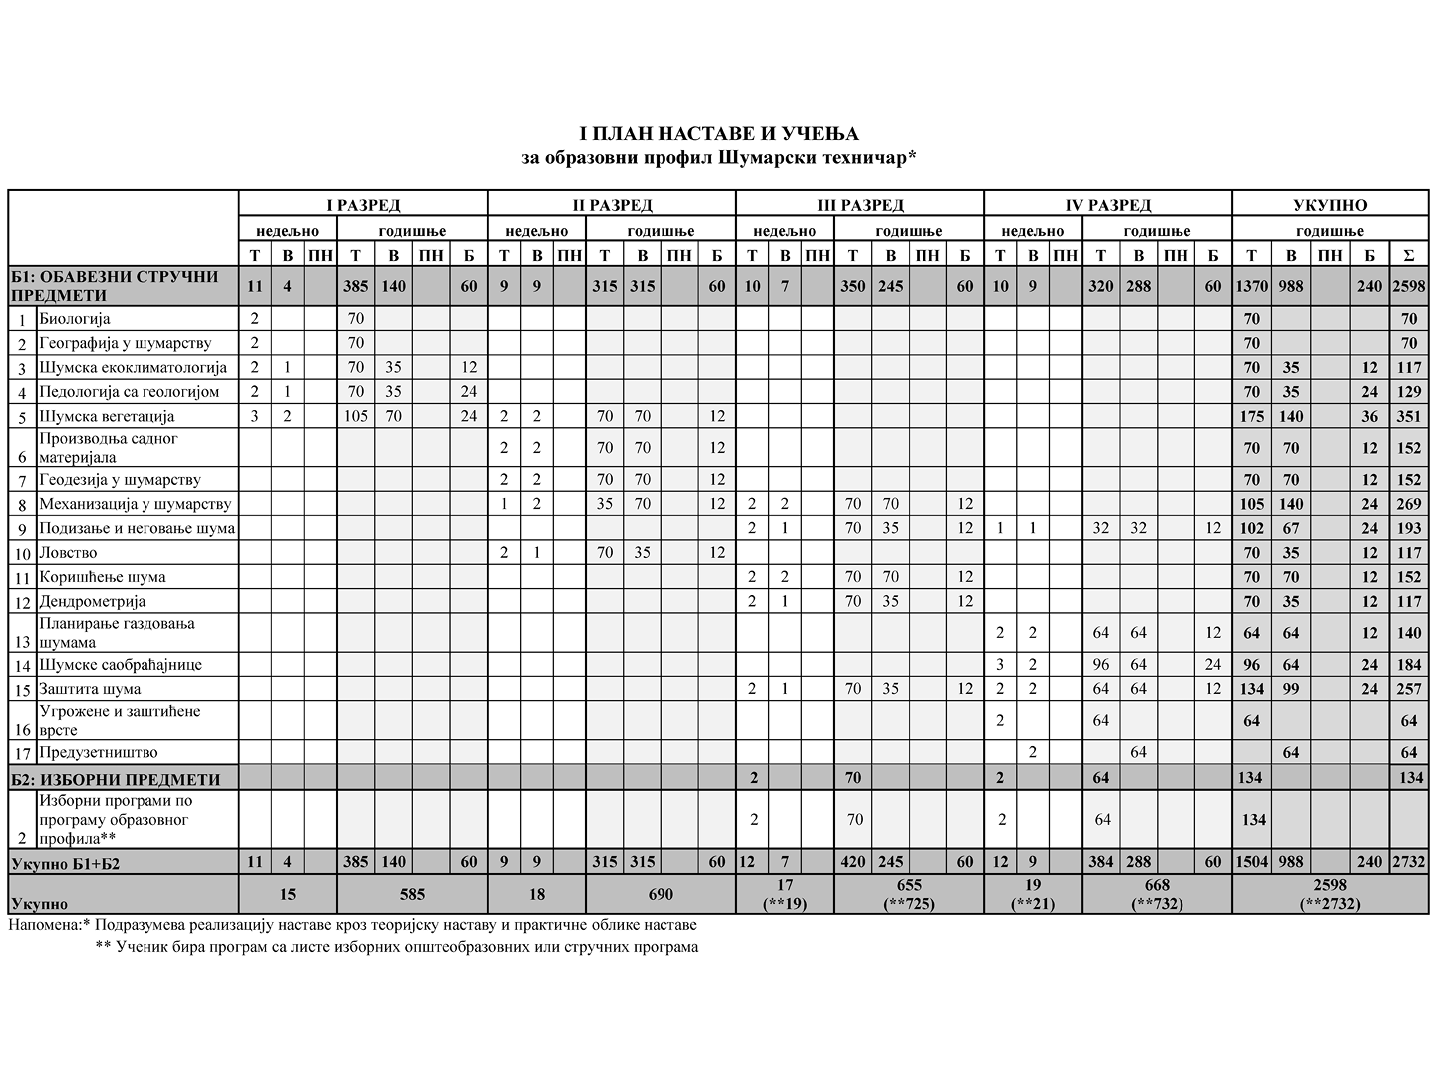 I ПЛАН НАСТАВЕ И УЧЕЊА
за образовни профил Шумарски техничар*
I РАЗРЕД II РАЗРЕД III РАЗРЕД IV РАЗРЕД УКУПНО
недељно годишње недељно годишње недељно годишње недељно годишње годишње
Т В ПН Т В ПН Б Т В ПН Т В ПН Б Т В ПН Т В ПН Б Т В ПН Т В ПН Б Т В ПН Б Σ
Б1: ОБАВЕЗНИ СТРУЧНИ
ПРЕДМЕТИ 11 4 385 140 60 9 9 315 315 60 10 7 350 245 60 10 9 320 288 60 1370 988 240 2598
1 Биологија 2 70 70 70
2 Географија у шумарству 2 70 70 70
3 Шумска екоклиматологија 2 1 70 35 12 70 35 12 117
4 Педологија са геологијом 2 1 70 35 24 70 35 24 129
5 Шумска вегетација 3 2 105 70 24 2 2 70 70 12 175 140 36 351
Производња садног
6 материјала 2 2 70 70 12 70 70 12 152
7 Геодезија у шумарству 2 2 70 70 12 70 70 12 152
8 Механизација у шумарству 1 2 35 70 12 2 2 70 70 12 105 140 24 269
9 Подизање и неговање шума 2 1 70 35 12 1 1 32 32 12 102 67 24 193
10 Ловство 2 1 70 35 12 70 35 12 117
11 Коришћење шума 2 2 70 70 12 70 70 12 152
12 Дендрометрија 2 1 70 35 12 70 35 12 117
Планирање газдовања
13 шумама 2 2 64 64 12 64 64 12 140
14 Шумске саобраћајнице 3 2 96 64 24 96 64 24 184
15 Заштита шума 2 1 70 35 12 2 2 64 64 12 134 99 24 257
Угрожене и заштићене
16 врсте 2 64 64 64
17 Предузетништво 2 64 64 64
Б2: ИЗБОРНИ ПРЕДМЕТИ 2 70 2 64 134 134
Изборни програми по
програму образовног
2 профила** 2 70 2 64 134
Укупно Б1+Б2 11 4 385 140 60 9 9 315 315 60 12 7 420 245 60 12 9 384 288 60 1504 988 240 2732
Укупно 15 585 18 690 17 655 19 668 2598
(**19) (**725) (**21) (**732) (**2732)
Напомена:* Подразумева реализацију наставе кроз теоријску наставу и практичне облике наставе
** Ученик бира програм са листе изборних општеобразовних или стручних програма